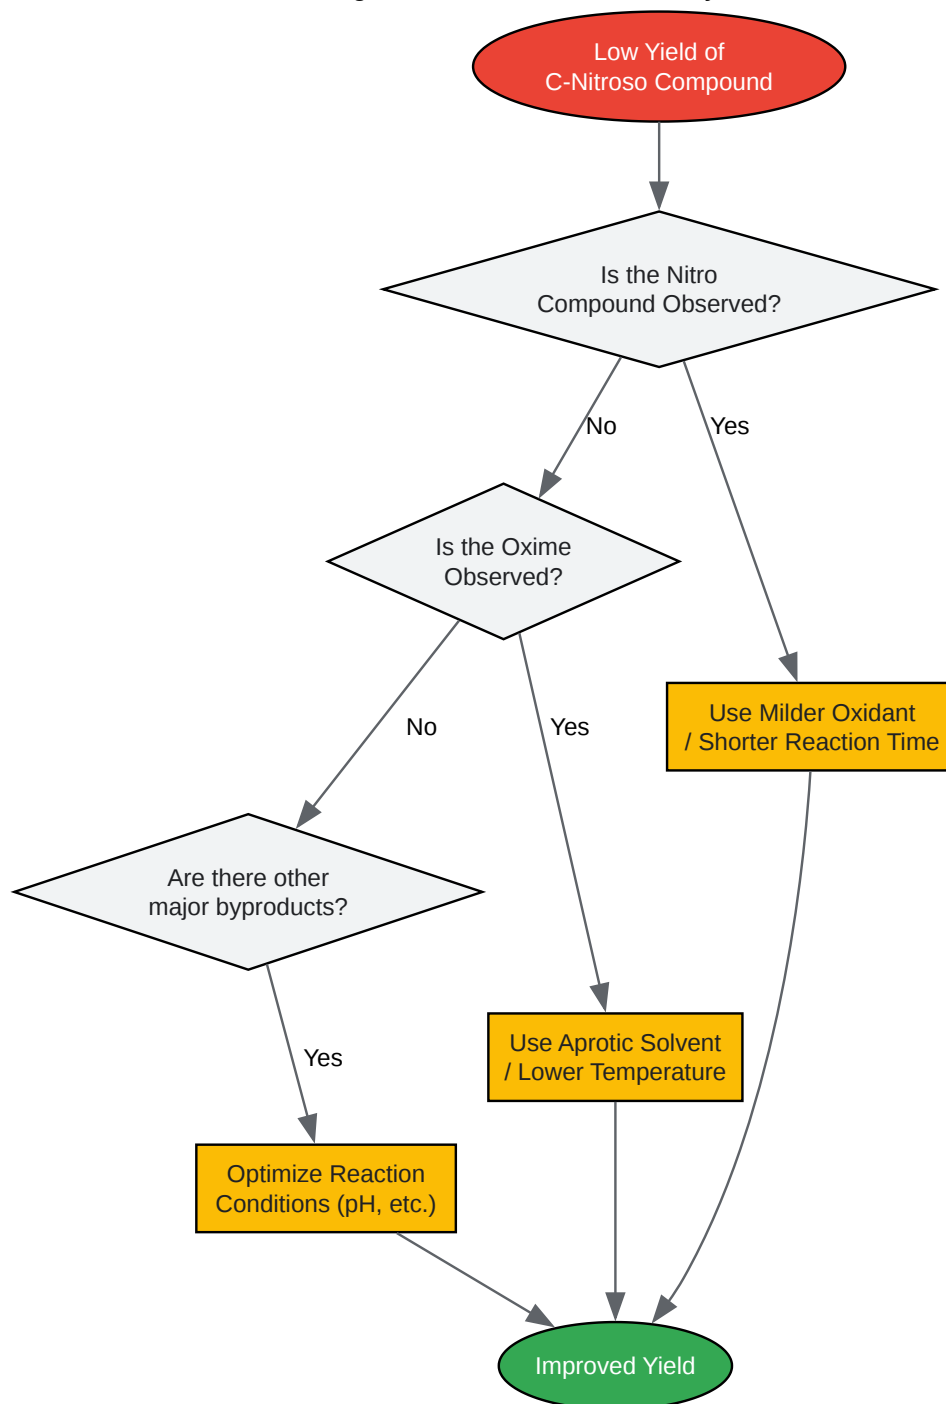 Low Yield of
C-Nitroso Compound
Is the Nitro
Compound Observed?
No
Yes
Is the Oxime
Observed?
No
Yes
Use Milder Oxidant
/ Shorter Reaction Time
Are there other
major byproducts?
Yes
Use Aprotic Solvent
/ Lower Temperature
Optimize Reaction
Conditions (pH, etc.)
Improved Yield